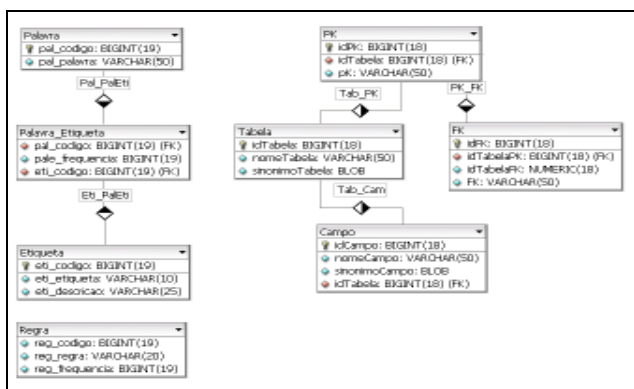 Palavra
pal_codigo: BIGINT(19)
pal_palavra: VARCHAR(50)
Pal_PalEti
Palavra_Etiqueta
pal_codigo: BIGINT(19) (FK)
pale_frequencia: BIGINT(19)
eti_codigo: BIGINT(19) (FK)
Eti_PalEti
Etiqueta
eti_codigo: BIGINT(19)
eti_etiqueta: VARCHAR(10)
eti_descricao: VARCHAR(25)
Regra
reg_codigo: BIGINT(19)
reg_regra: VARCHAR(20)
reg_frequencia: BIGINT(19)
PK
idPK: BIGINT(18)
idTabela: BIGINT(18) (FK)
pK: VARCHAR(50)
Tab_PK
PK_FK
Tabela
idTabela: BIGINT(18)
nomeTabela: VARCHAR(50)
sinonimoTabela: BLOB
FK
idFK: BIGINT(18)
idTabelaPK: BIGINT(18) (FK)
idTabelaFK: NUMERIC(18)
FK: VARCHAR(50)
Tab_Cam
Campo
idCampo: BIGINT(18)
nomeCampo: VARCHAR(50)
sinonimoCampo: BLOB
idTabela: BIGINT(18) (FK)